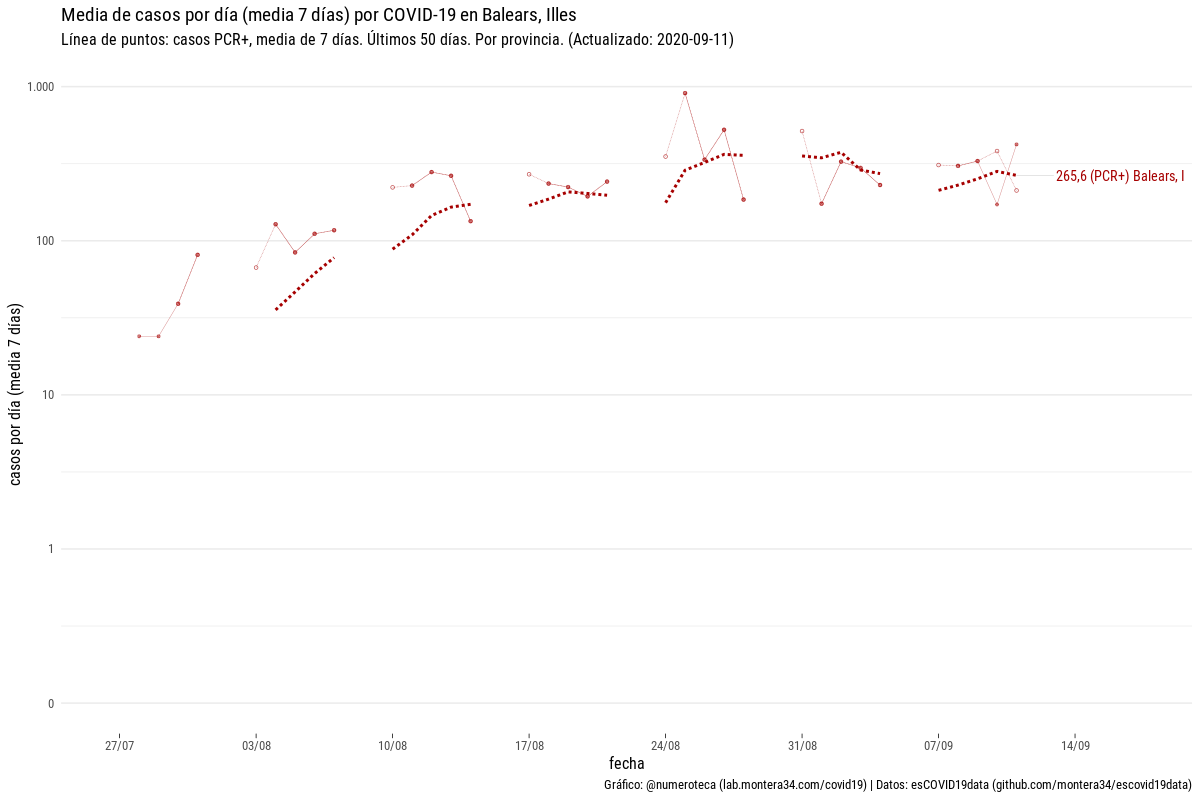 Media de casos por día (media 7 días) por COVID-19 en Balears, Illes
Línea de puntos: casos PCR+, media de 7 días. Últimos 50 días. Por provincia. (Actualizado: 2020-09-11)
casos por día (media 7 días)
1.000
100
10
1
0
265,6 (PCR+) Balears, I
27/07
03/08
10/08
17/08
24/08
31/08
07/09
14/09
fecha
Gráfico: @numeroteca (lab.montera34.com/covid19) | Datos: esCOVID19data (github.com/montera34/escovid19data)